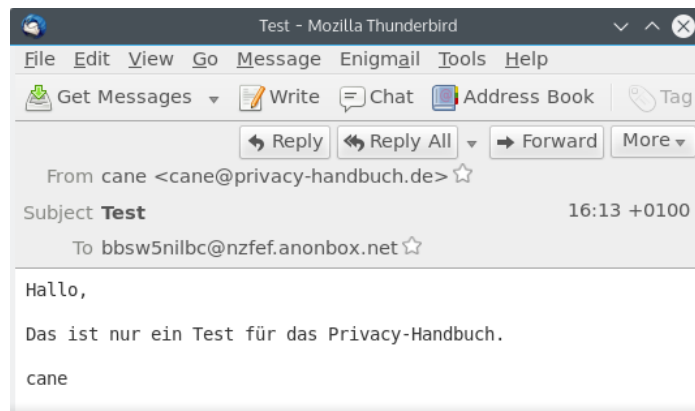 Test - Mozilla Thunderbird
File Edit View Go Message Enigmail Tools Help
Get Messages Write Chat Address Book Tag
Reply Reply All Forward More
From cane <cane@privacy-handbuch.de>
Subject Test 16:13 +0100
To bbsw5nilbc@nzfef.anonbox.net
Hallo,
Das ist nur ein Test für das Privacy-Handbuch.
cane